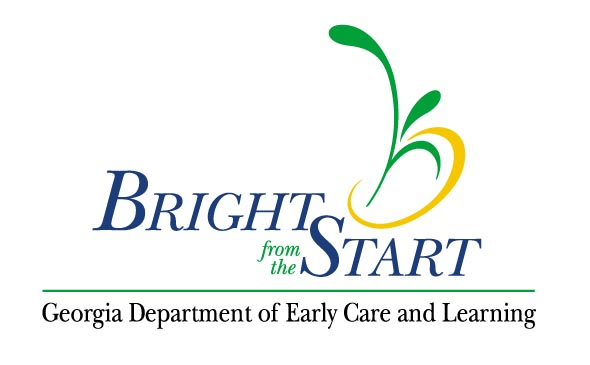 BRIGHT
from
the START
Georgia Department of Early Care and Learning